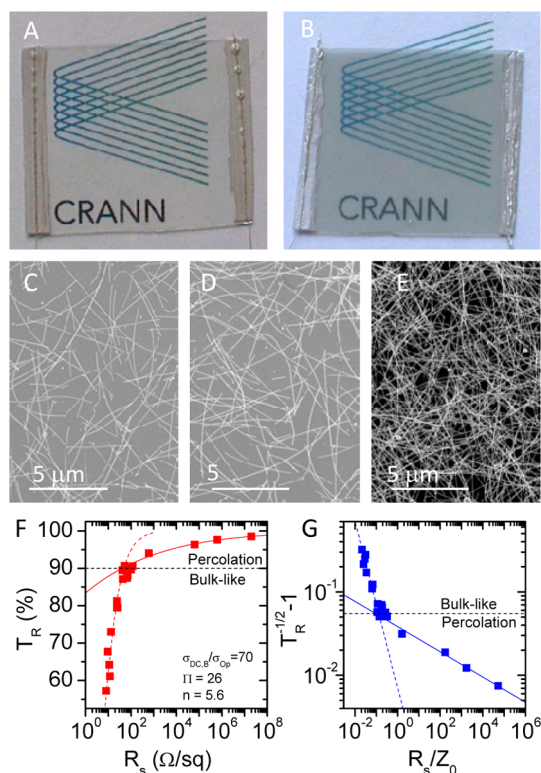 A
B
CRANN
CRANN
C
D
E
5 μm
5
5 μm
F
G
100
90
80
70
60
T_R (%)
Percolation
Bulk-like
σ_DC,B/σ_Op=70
Π = 26
n = 5.6
10^0 10^2 10^4 10^6 10^8
R_s (Ω/sq)
T_R^-1/2-1
10^-1
10^-2
Bulk-like
Percolation
10^-2 10^0 10^2 10^4
R_s/Z_0